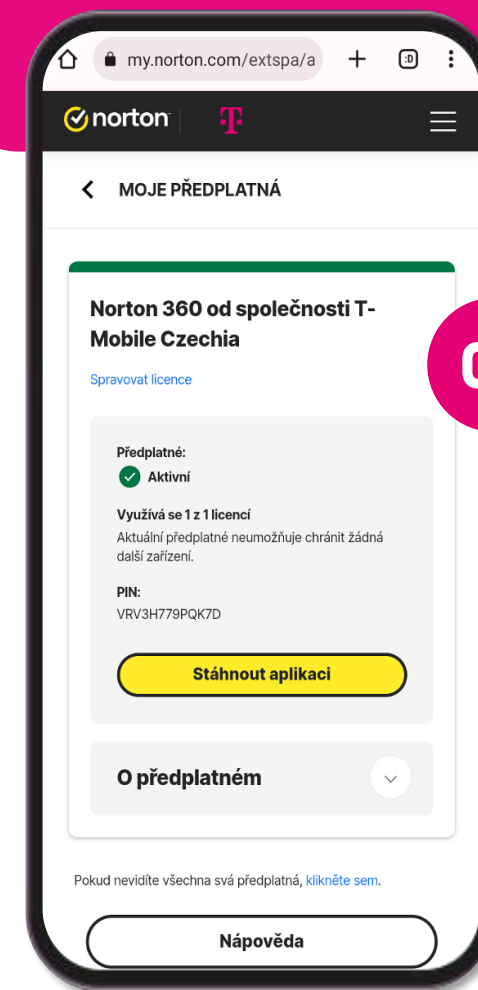 my.norton.com/extspa/a
:D
norton
T
MOJE PŘEDPLATNÁ
Norton 360 od společnosti T-
Mobile Czechia
Spravovat licence
Předplatné:
Aktivní
Využívá se 1 z 1 licencí
Aktuální předplatné neumožňuje chránit žádná
další zařízení.
PIN:
VRV3H779PQK7D
Stáhnout aplikaci
O předplatném
Pokud nevidíte všechna svá předplatná, klikněte sem.
Nápověda